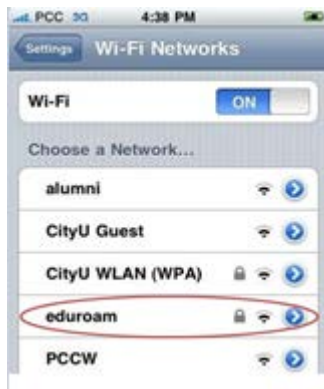 PCC 3G 4:38 PM
Settings Wi-Fi Networks
Wi-Fi ON
Choose a Network...
alumni
CityU Guest
CityU WLAN (WPA)
eduroam
PCCW